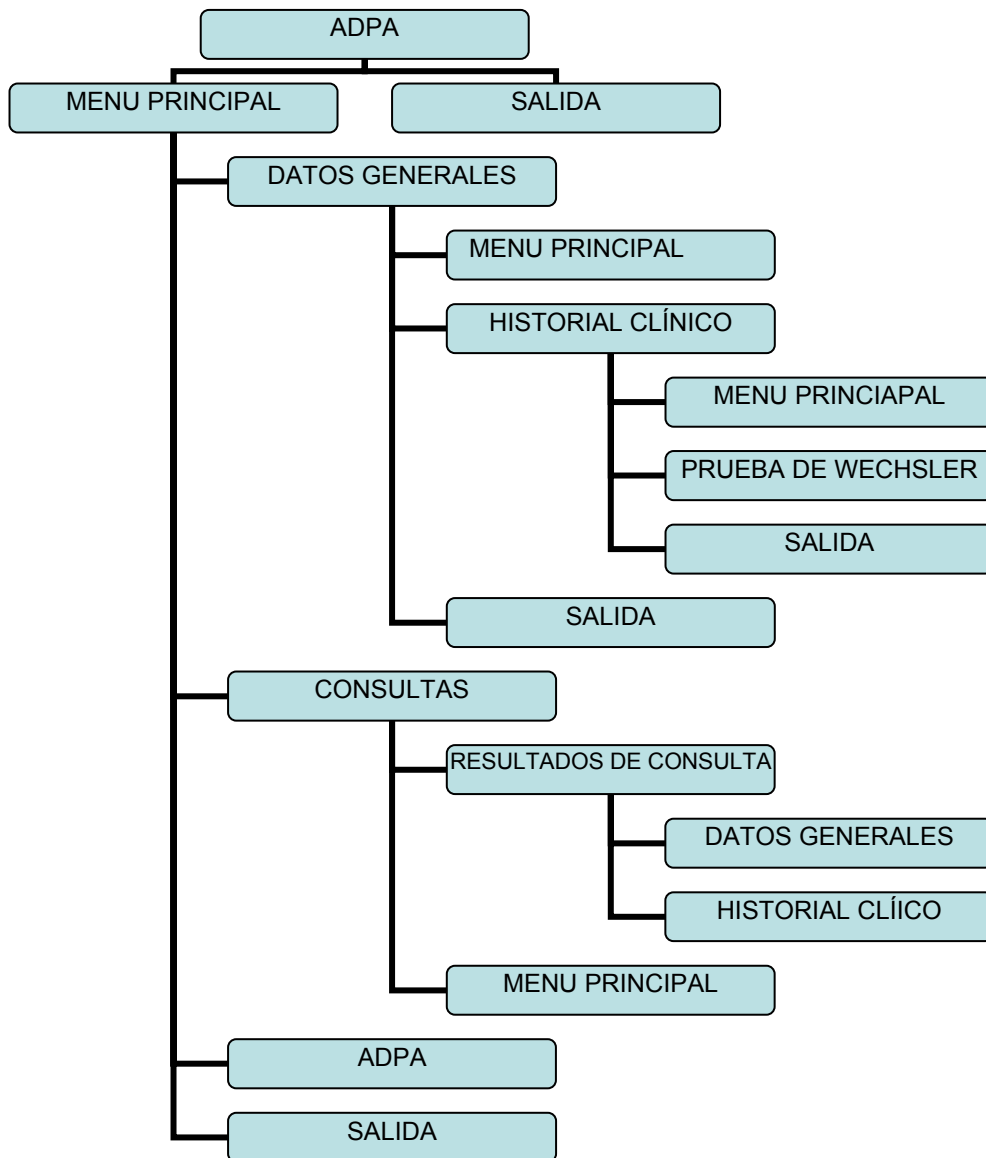 ADPA
MENU PRINCIPAL
SALIDA
DATOS GENERALES
MENU PRINCIPAL
HISTORIAL CLÍNICO
MENU PRINCIAPAL
PRUEBA DE WECHSLER
SALIDA
SALIDA
CONSULTAS
RESULTADOS DE CONSULTA
DATOS GENERALES
HISTORIAL CLÍICO
MENU PRINCIPAL
ADPA
SALIDA